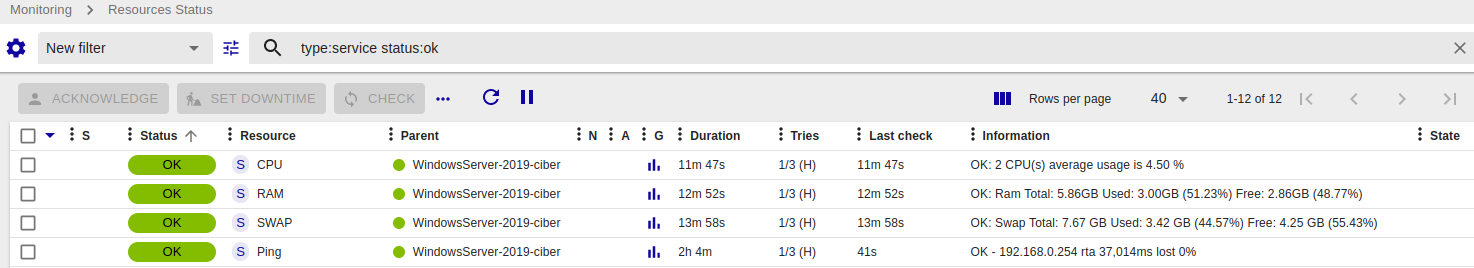 Monitoring > Resources Status
New filter type:service status:ok
ACKNOWLEDGE SET DOWNTIME CHECK Rows per page 40 1-12 of 12
S Status Resource Parent N A G Duration Tries Last check Information State
OK S CPU WindowsServer-2019-ciber 11m 47s 1/3 (H) 11m 47s OK: 2 CPU(s) average usage is 4.50 %
OK S RAM WindowsServer-2019-ciber 12m 52s 1/3 (H) 12m 52s OK: Ram Total: 5.86GB Used: 3.00GB (51.23%) Free: 2.86GB (48.77%)
OK S SWAP WindowsServer-2019-ciber 13m 58s 1/3 (H) 13m 58s OK: Swap Total: 7.67 GB Used: 3.42 GB (44.57%) Free: 4.25 GB (55.43%)
OK S Ping WindowsServer-2019-ciber 2h 4m 1/3 (H) 41s OK - 192.168.0.254 rta 37,014ms lost 0%